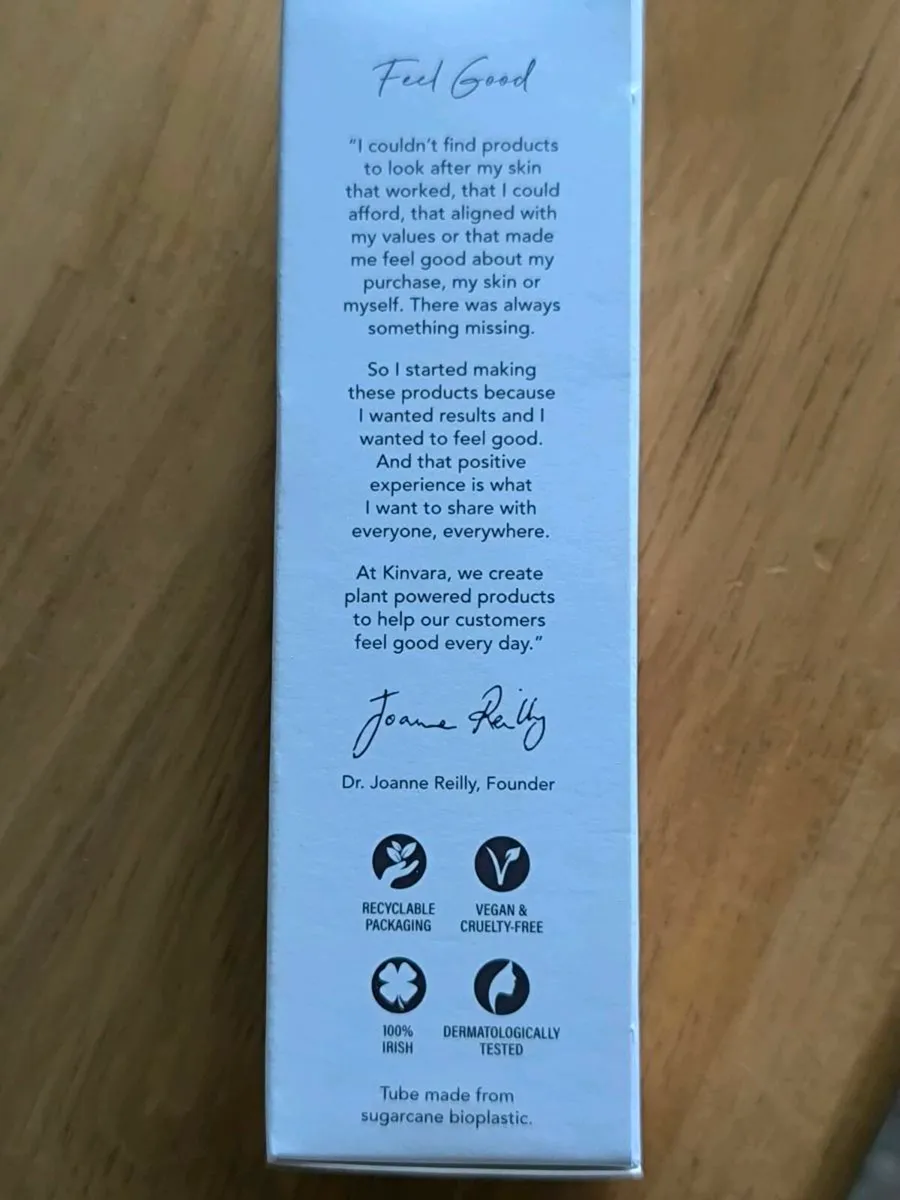 Feel Good
"I couldn't find products
to look after my skin
that worked, that I could
afford, that aligned with
my values or that made
me feel good about my
purchase, my skin or
myself. There was always
something missing.
So I started making
these products because
I wanted results and I
wanted to feel good.
And that positive
experience is what
I want to share with
everyone, everywhere.
At Kinvara, we create
plant powered products
to help our customers
feel good every day."
Joanne Reilly
Dr. Joanne Reilly, Founder
RECYCLABLE
PACKAGING
VEGAN &
CRUELTY-FREE
100%
IRISH
DERMATOLOGICALLY
TESTED
Tube made from
sugarcane bioplastic.